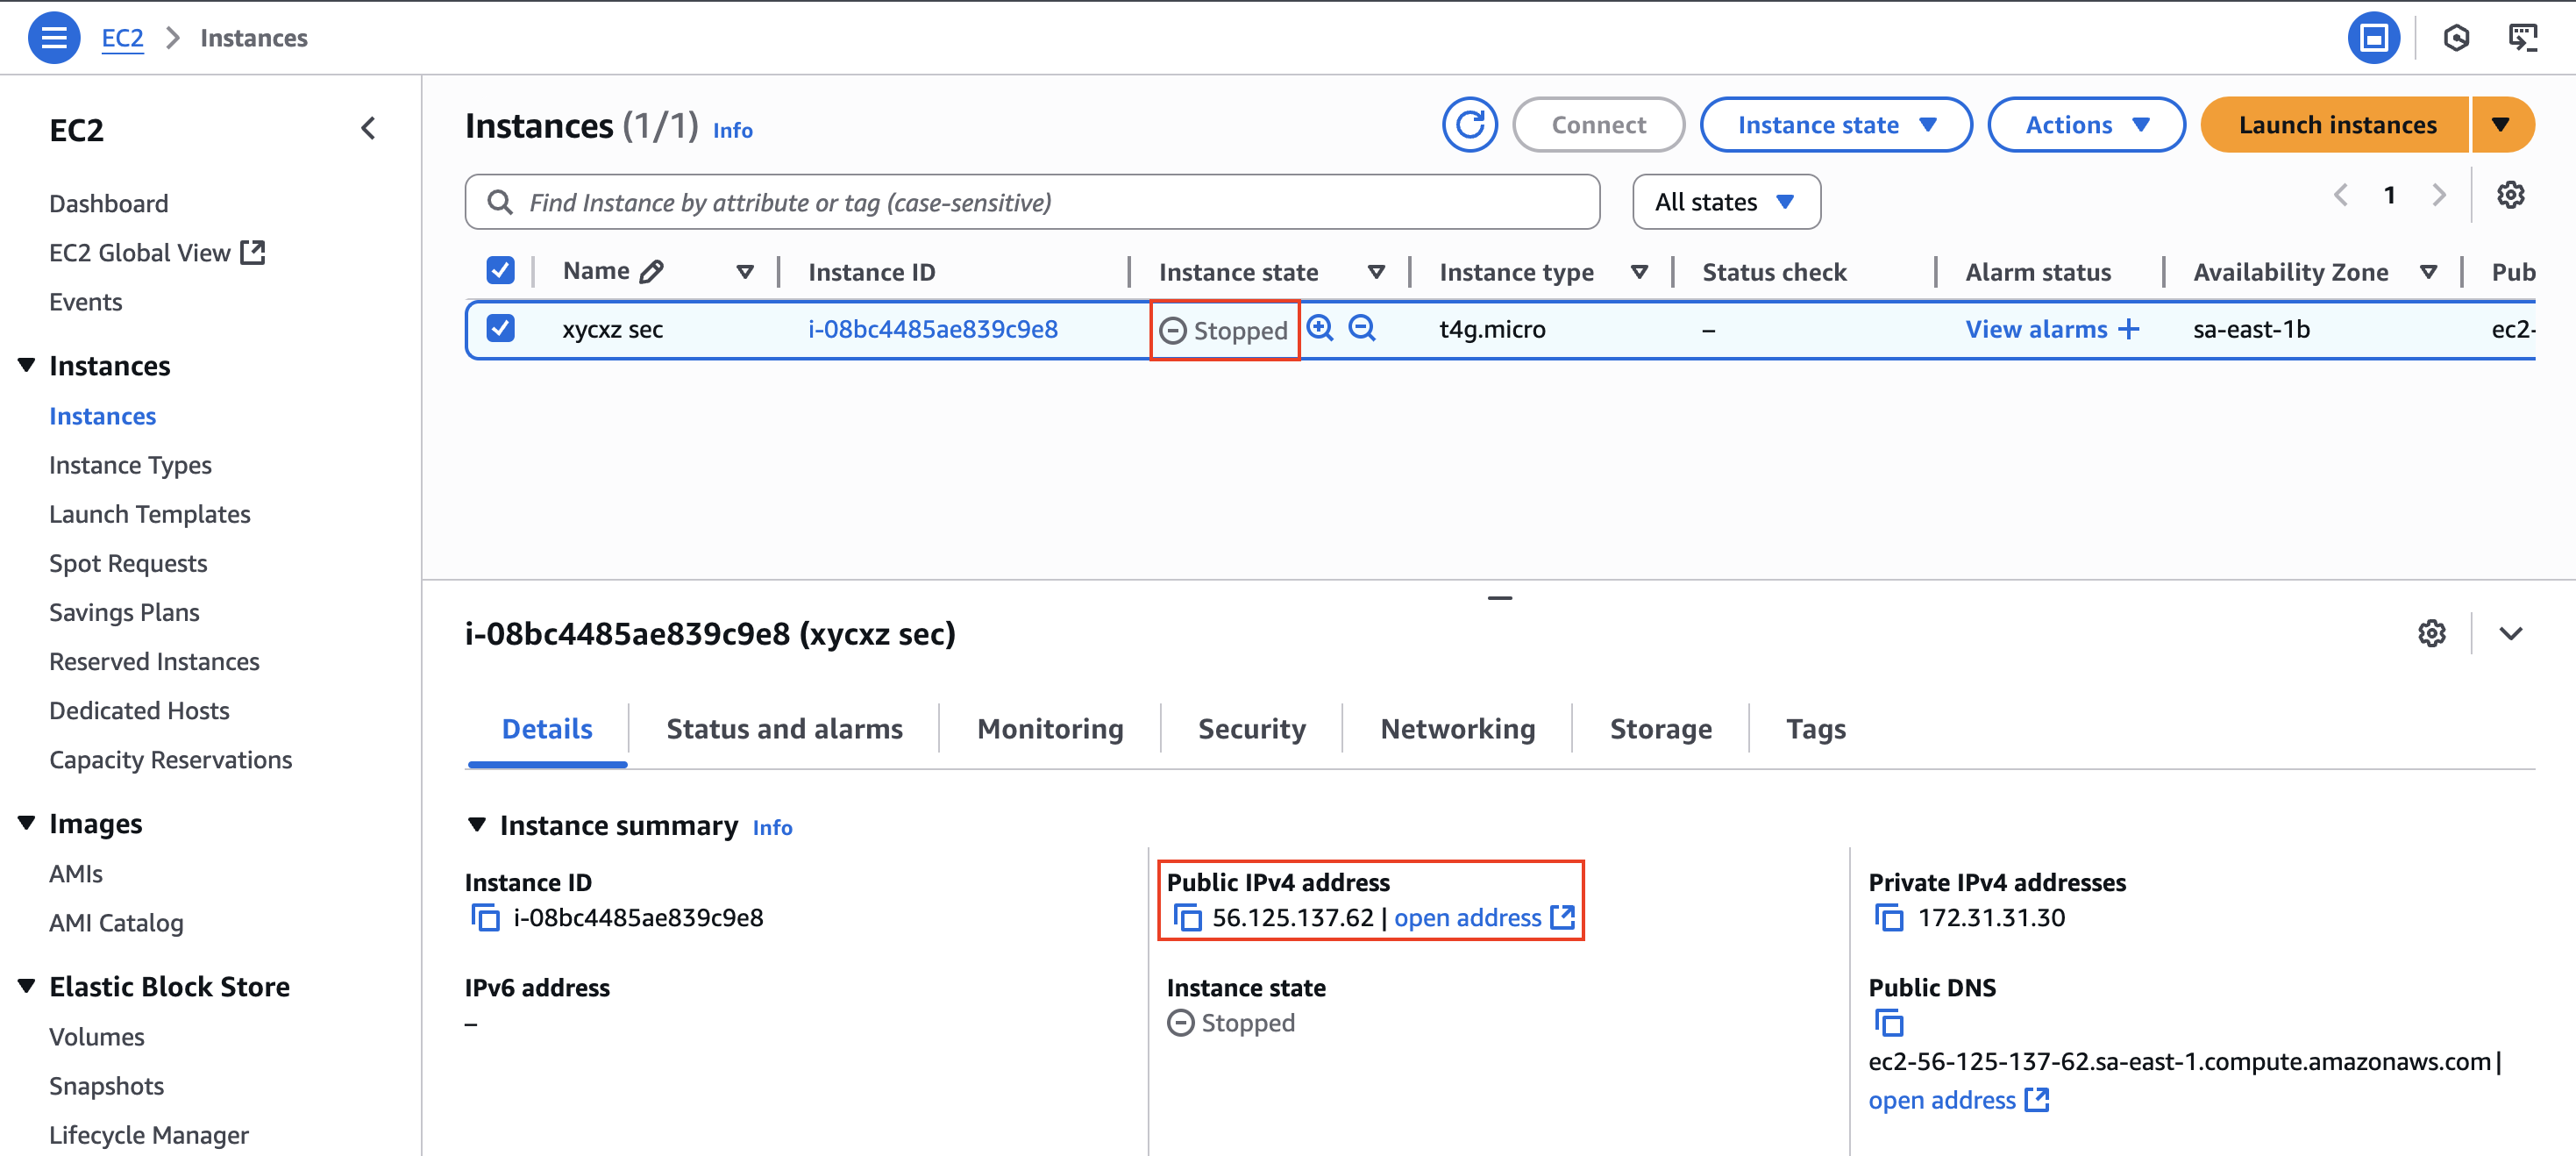 EC2 > Instances
EC2
Dashboard
EC2 Global View
Events
Instances
Instances
Instance Types
Launch Templates
Spot Requests
Savings Plans
Reserved Instances
Dedicated Hosts
Capacity Reservations
Images
AMIs
AMI Catalog
Elastic Block Store
Volumes
Snapshots
Lifecycle Manager
Instances (1/1) Info
Connect Instance state Actions Launch instances
Find Instance by attribute or tag (case-sensitive) All states 1
Name Instance ID Instance state Instance type Status check Alarm status Availability Zone Pub
xycxz sec i-08bc4485ae839c9e8 Stopped t4g.micro – View alarms + sa-east-1b ec2-
i-08bc4485ae839c9e8 (xycxz sec)
Details Status and alarms Monitoring Security Networking Storage Tags
Instance summary Info
Instance ID
i-08bc4485ae839c9e8
IPv6 address
–
Public IPv4 address
56.125.137.62 | open address
Instance state
Stopped
Private IPv4 addresses
172.31.31.30
Public DNS
ec2-56-125-137-62.sa-east-1.compute.amazonaws.com |
open address